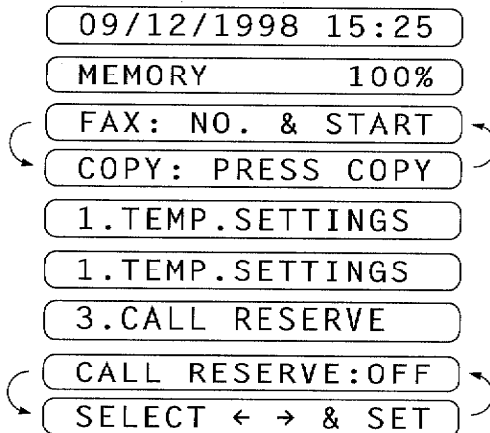 09/12/1998 15:25
MEMORY 100%
FAX: NO. & START
COPY: PRESS COPY
1.TEMP.SETTINGS
1.TEMP.SETTINGS
3.CALL RESERVE
CALL RESERVE:OFF
SELECT ← → & SET